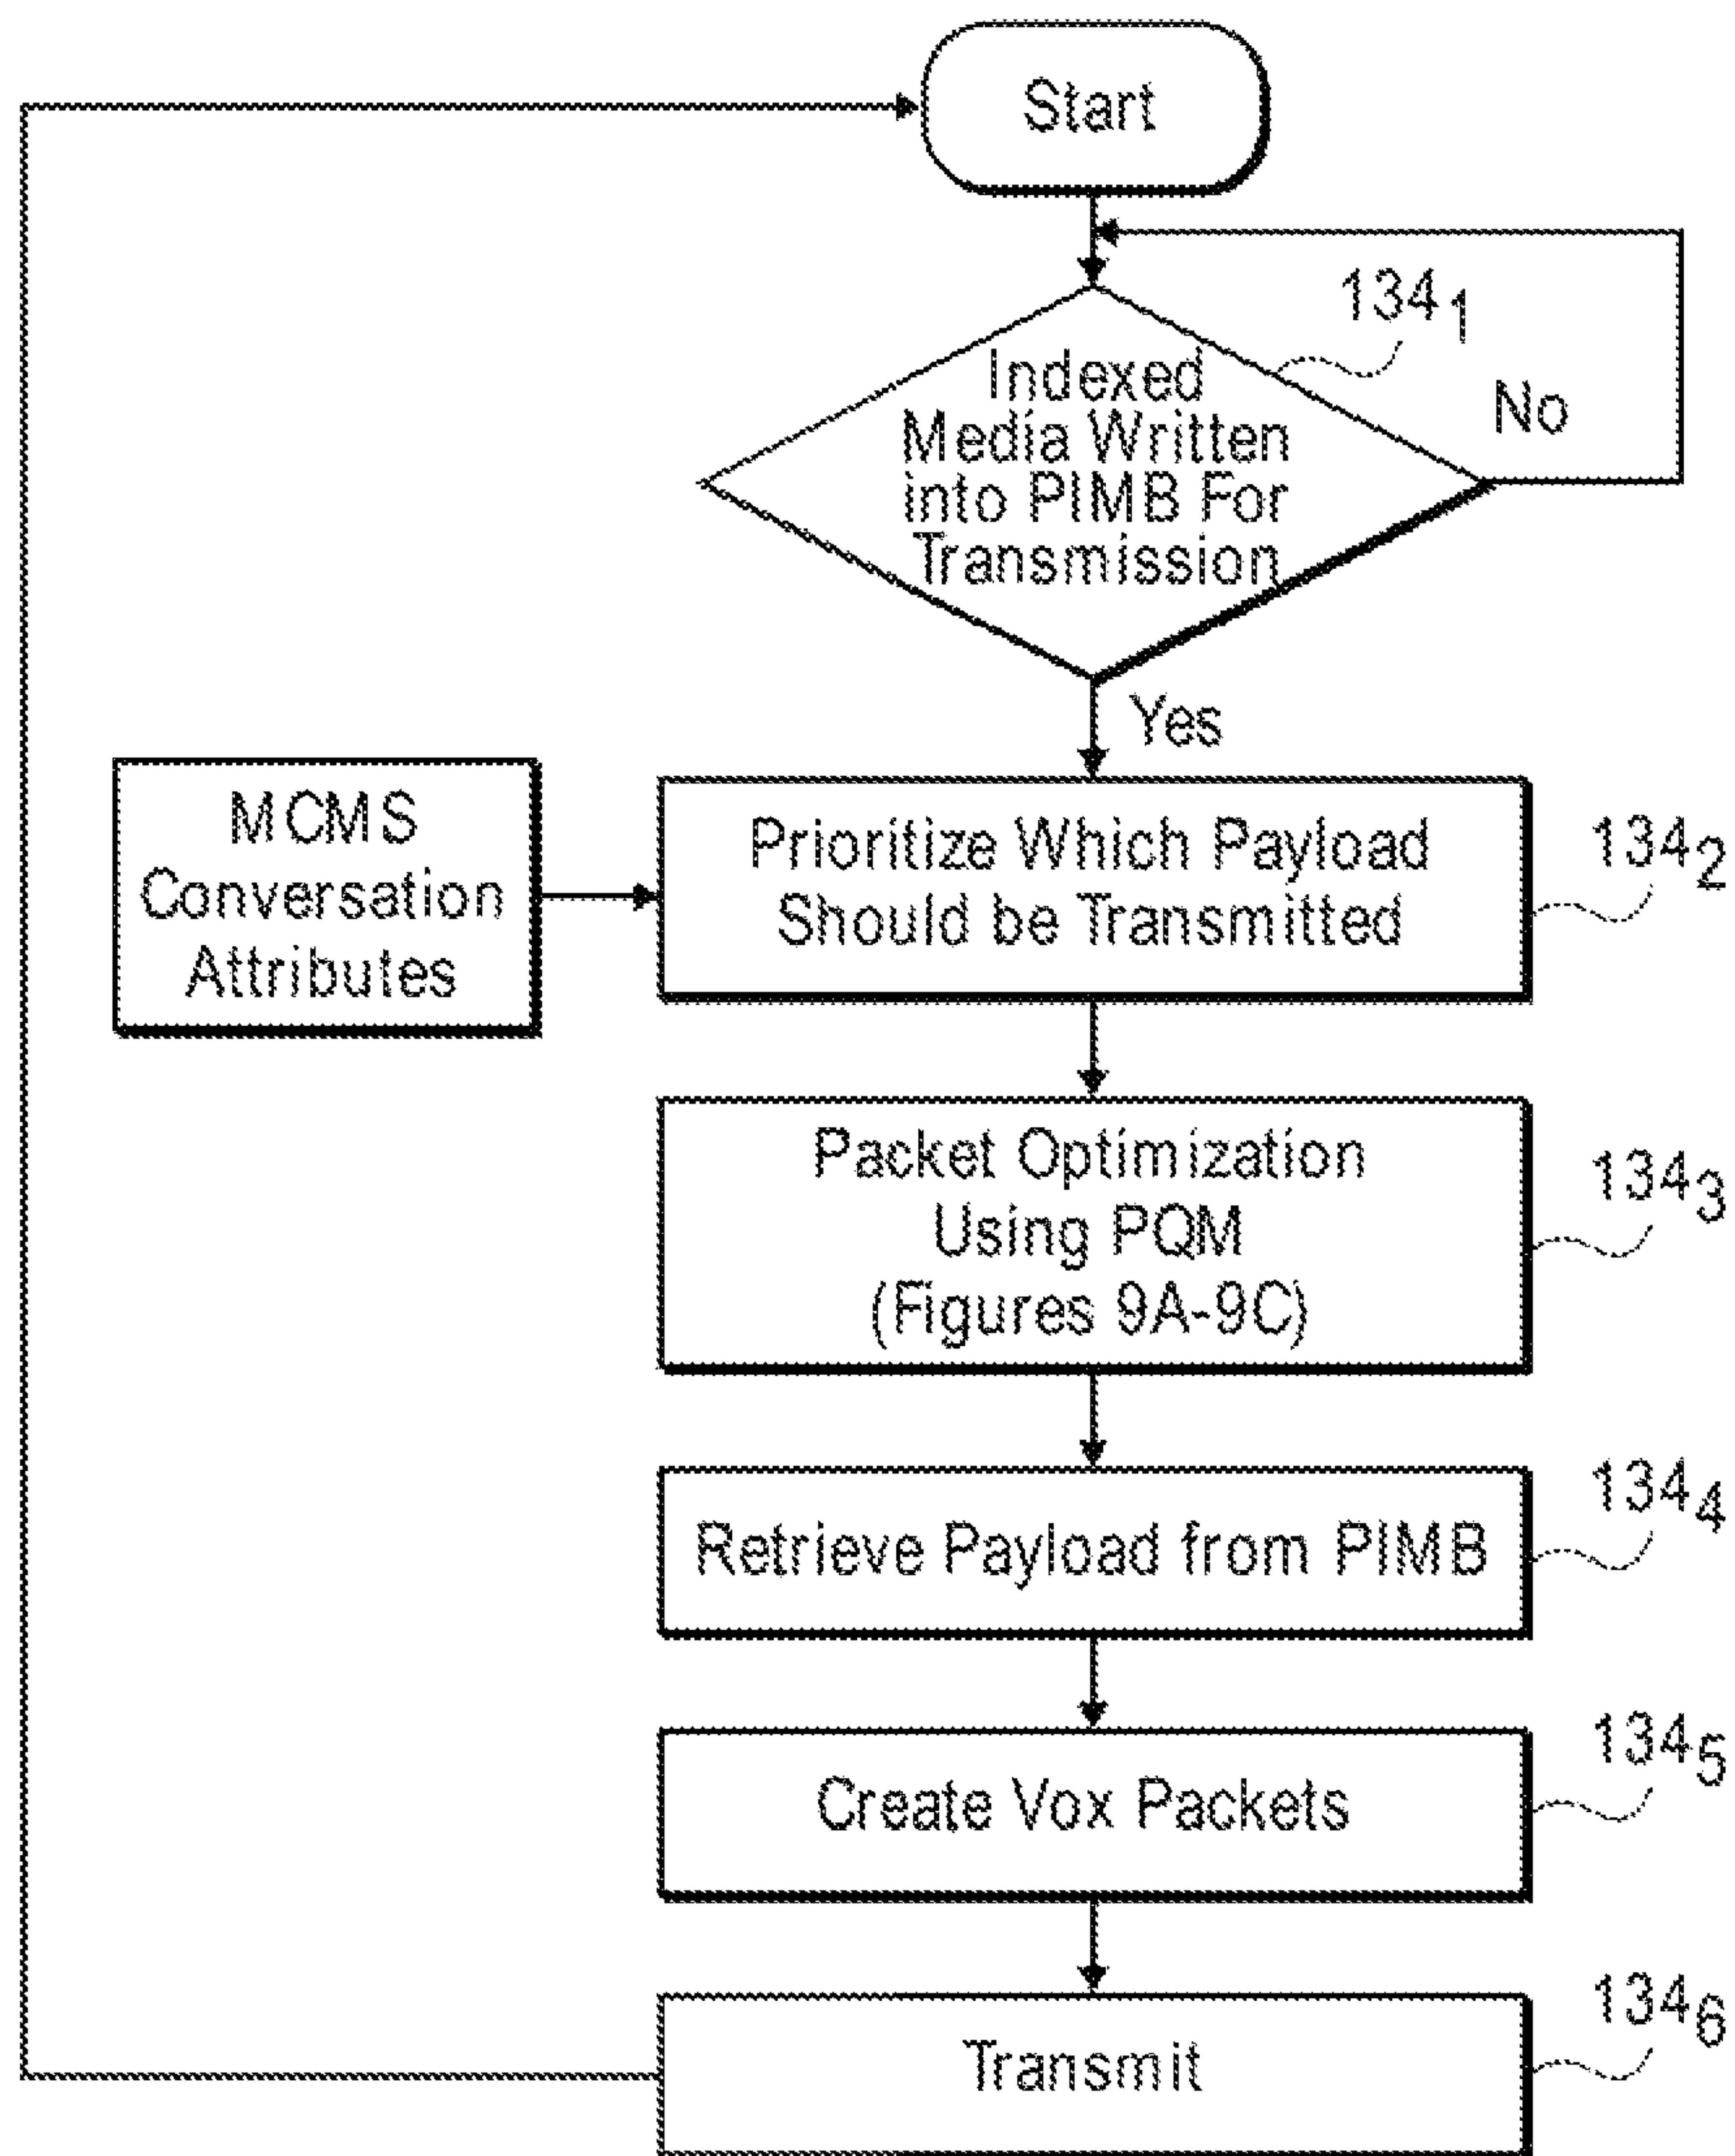 Start
134₁
Indexed
Media Written
into PIMB For
Transmission
No
Yes
MCMS
Conversation
Attributes
Prioritize Which Payload
Should be Transmitted
134₂
Packet Optimization
Using PQM
(Figures 9A-9C)
134₃
Retrieve Payload from PIMB
134₄
Create Vox Packets
134₅
Transmit
134₆